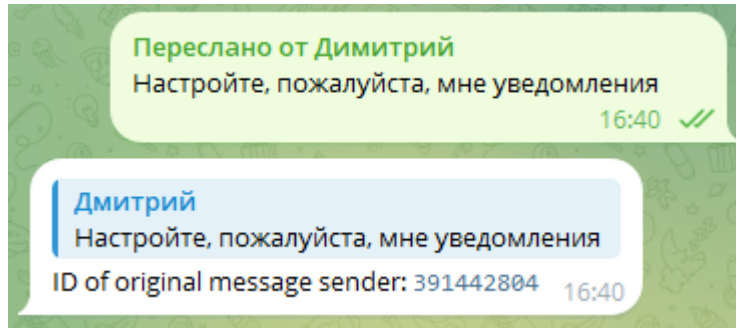 Переслано от Димитрий
Настройте, пожалуйста, мне уведомления
16:40
Дмитрий
Настройте, пожалуйста, мне уведомления
ID of original message sender: 391442804 16:40